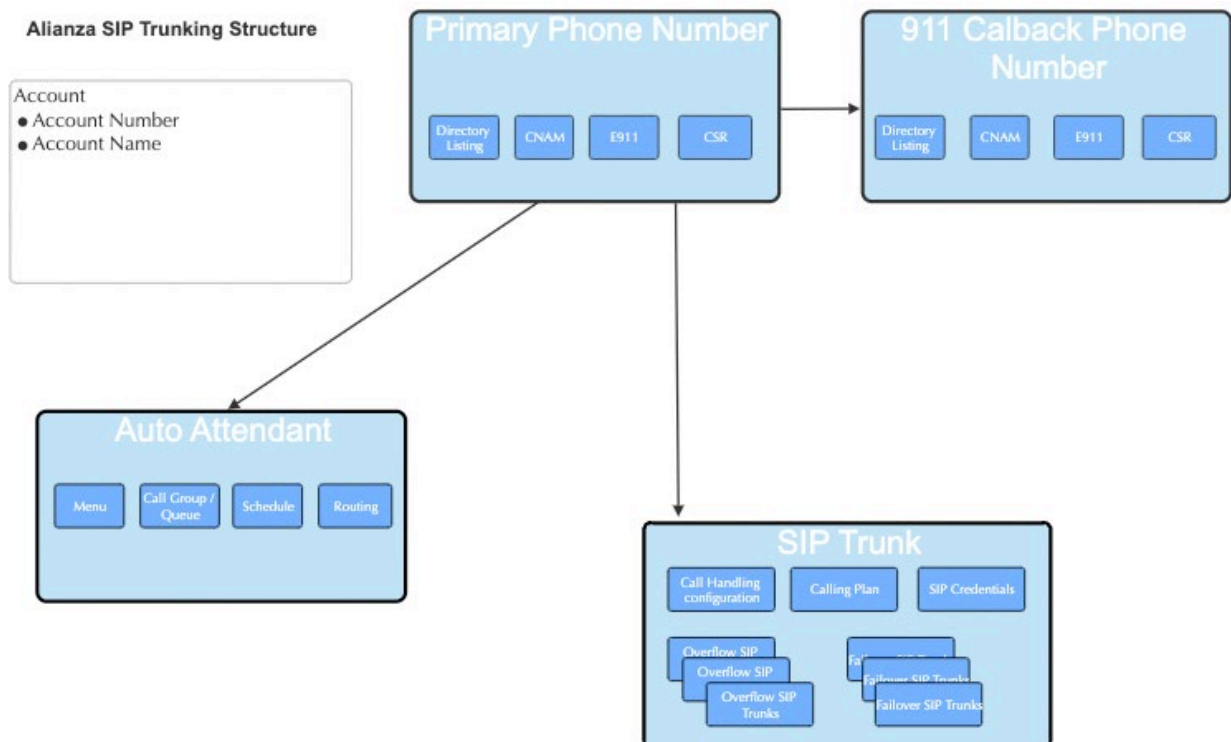 Alianza SIP Trunking Structure
Account
• Account Number
• Account Name
Primary Phone Number
Directory
Listing
CNAM
E911
CSR
911 Calback Phone
Number
Directory
Listing
CNAM
E911
CSR
Auto Attendant
Menu
Call Group /
Queue
Schedule
Routing
SIP Trunk
Call Handling
configuration
Calling Plan
SIP Credentials
Overflow SIP
Overflow SIP
Overflow SIP
Trunks
Failover SIP Trunks
Failover SIP Trunks